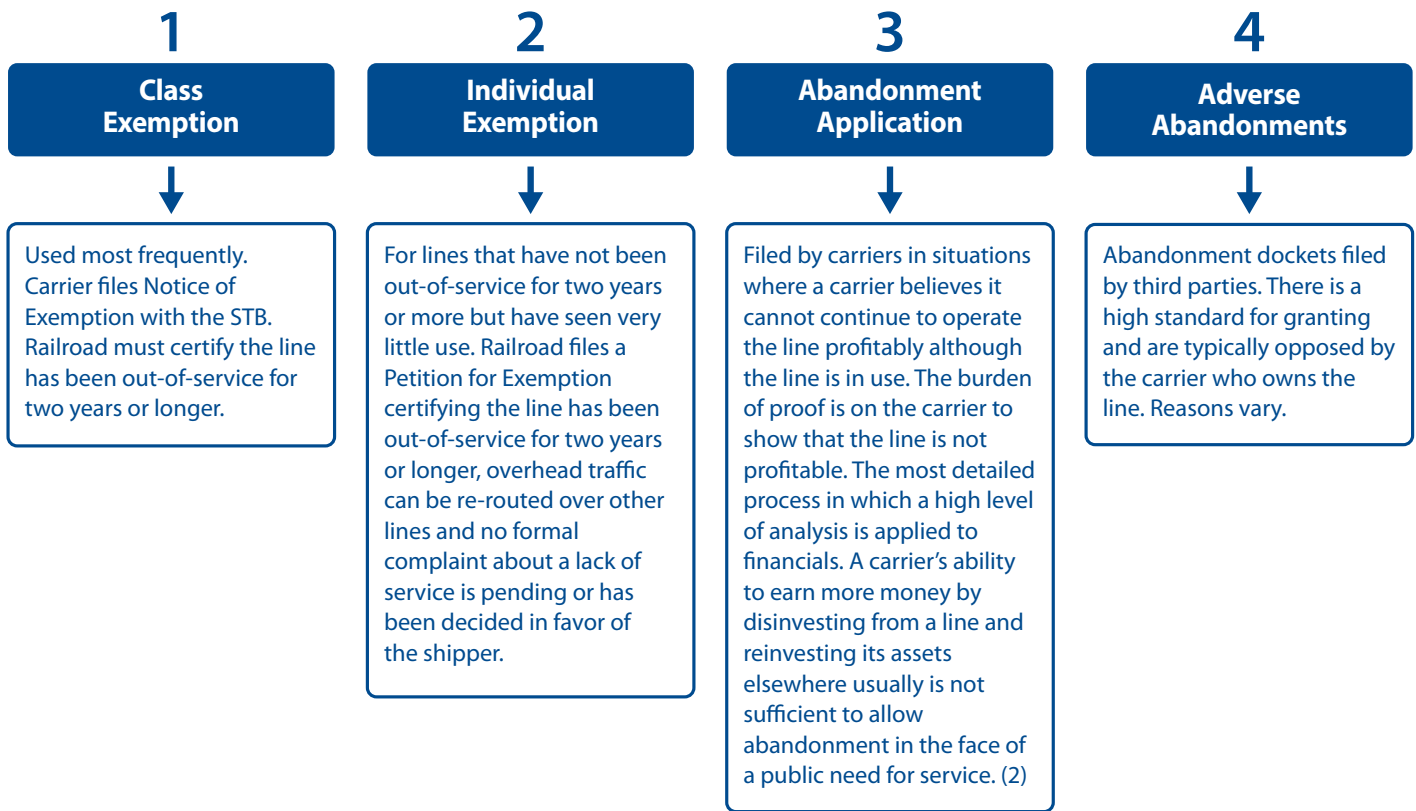 1
Class
Exemption
Used most frequently.
Carrier files Notice of
Exemption with the STB.
Railroad must certify the line
has been out-of-service for
two years or longer.
2
Individual
Exemption
For lines that have not been
out-of-service for two years
or more but have seen very
little use. Railroad files a
Petition for Exemption
certifying the line has been
out-of-service for two years
or longer, overhead traffic
can be re-routed over other
lines and no formal
complaint about a lack of
service is pending or has
been decided in favor of
the shipper.
3
Abandonment
Application
Filed by carriers in situations
where a carrier believes it
cannot continue to operate
the line profitably although
the line is in use. The burden
of proof is on the carrier to
show that the line is not
profitable. The most detailed
process in which a high level
of analysis is applied to
financials. A carrier’s ability
to earn more money by
disinvesting from a line and
reinvesting its assets
elsewhere usually is not
sufficient to allow
abandonment in the face of
a public need for service. (2)
4
Adverse
Abandonments
Abandonment dockets filed
by third parties. There is a
high standard for granting
and are typically opposed by
the carrier who owns the
line. Reasons vary.